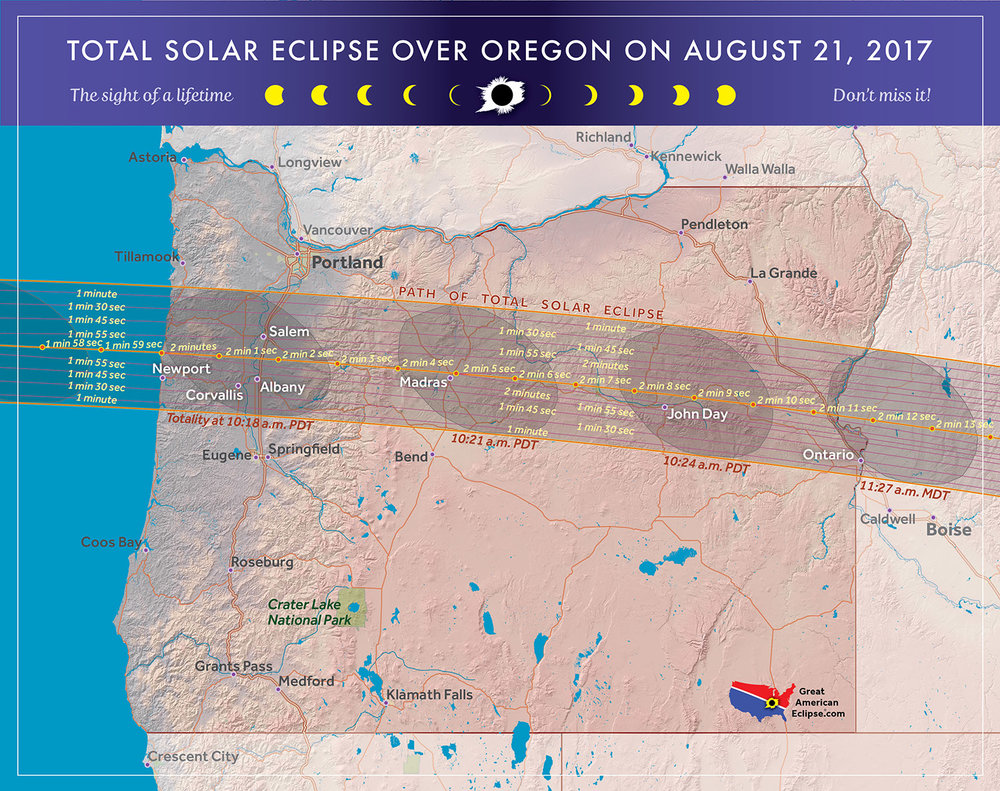 TOTAL SOLAR ECLIPSE OVER OREGON ON AUGUST 21, 2017
The sight of a lifetime
Don't miss it!
Richland
Kennewick
Astoria
Longview
Walla Walla
Vancouver
Pendleton
Tillamook
Portland
La Grande
PATH OF TOTAL SOLAR ECLIPSE
1 minute
1 min 30 sec
1 min 45 sec
1 min 55 sec
1 min 58 sec
1 min 59 sec
2 minutes
2 min 1 sec
2 min 2 sec
2 min 3 sec
2 min 4 sec
2 min 5 sec
2 min 6 sec
2 min 7 sec
2 min 8 sec
2 min 9 sec
2 min 10 sec
2 min 11 sec
2 min 12 sec
2 min 13 sec
1 min 55 sec
1 min 45 sec
1 min 30 sec
1 minute
1 min 30 sec
1 min 55 sec
2 minutes
1 min 45 sec
1 minute
1 minute
1 min 45 sec
2 minutes
1 min 55 sec
1 min 30 sec
Salem
Newport
Corvallis
Albany
Madras
John Day
Ontario
Totality at 10:18 a.m. PDT
10:21 a.m. PDT
10:24 a.m. PDT
11:27 a.m. MDT
Eugene
Springfield
Bend
Caldwell
Boise
Coos Bay
Roseburg
Crater Lake
National Park
Grants Pass
Medford
Klamath Falls
Great
American
Eclipse.com
Crescent City